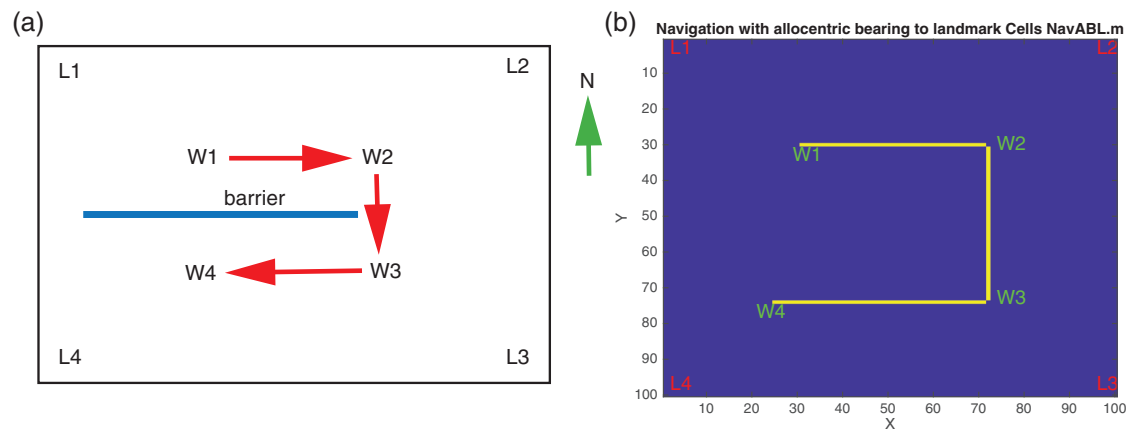 (a)
L1
L2
W1
W2
barrier
W4
W3
L4
L3
N
(b)
Navigation with allocentric bearing to landmark Cells NavABL.m
L1
L2
10
20
30
40
50
60
70
80
90
100
Y
W1
W2
W3
W4
L4
L3
10 20 30 40 50 60 70 80 90 100
X